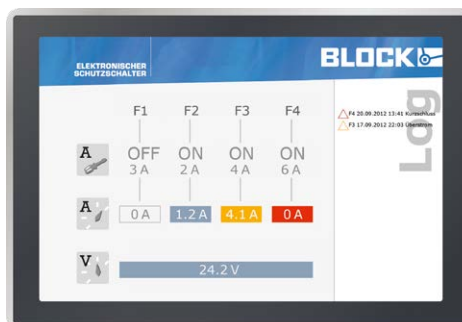 ELEKTRONISCHER
SCHUTZSCHALTER
BLOCK
F1 F2 F3 F4
A OFF ON ON ON
3 A 2 A 4 A 6 A
A 0 A 1.2 A 4.1 A 0 A
V 24.2 V
Log
F4 20.09.2012 13:41 Kurzschluss
F3 17.09.2012 22:03 Überstrom